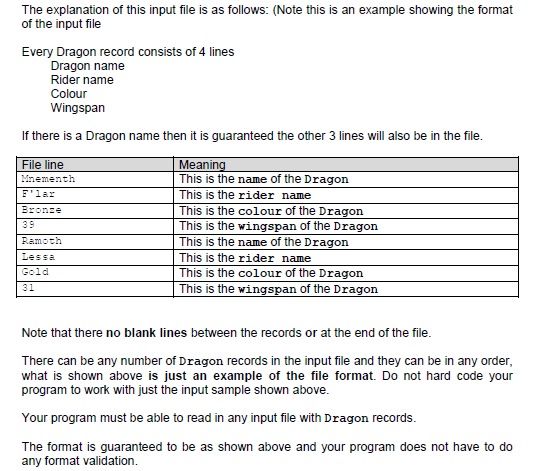 The explanation of this input file is as follows: (Note this is an example showing the format
of the input file
Every Dragon record consists of 4 lines
Dragon name
Rider name
Colour
Wingspan
If there is a Dragon name then it is guaranteed the other 3 lines will also be in the file.
File line Meaning
Mnementh This is the name of the Dragon
F'lar This is the rider name
Bronze This is the colour of the Dragon
39 This is the wingspan of the Dragon
Ramoth This is the name of the Dragon
Lessa This is the rider name
Gold This is the colour of the Dragon
31 This is the wingspan of the Dragon
Note that there no blank lines between the records or at the end of the file.
There can be any number of Dragon records in the input file and they can be in any order,
what is shown above is just an example of the file format. Do not hard code your
program to work with just the input sample shown above.
Your program must be able to read in any input file with Dragon records.
The format is guaranteed to be as shown above and your program does not have to do
any format validation.